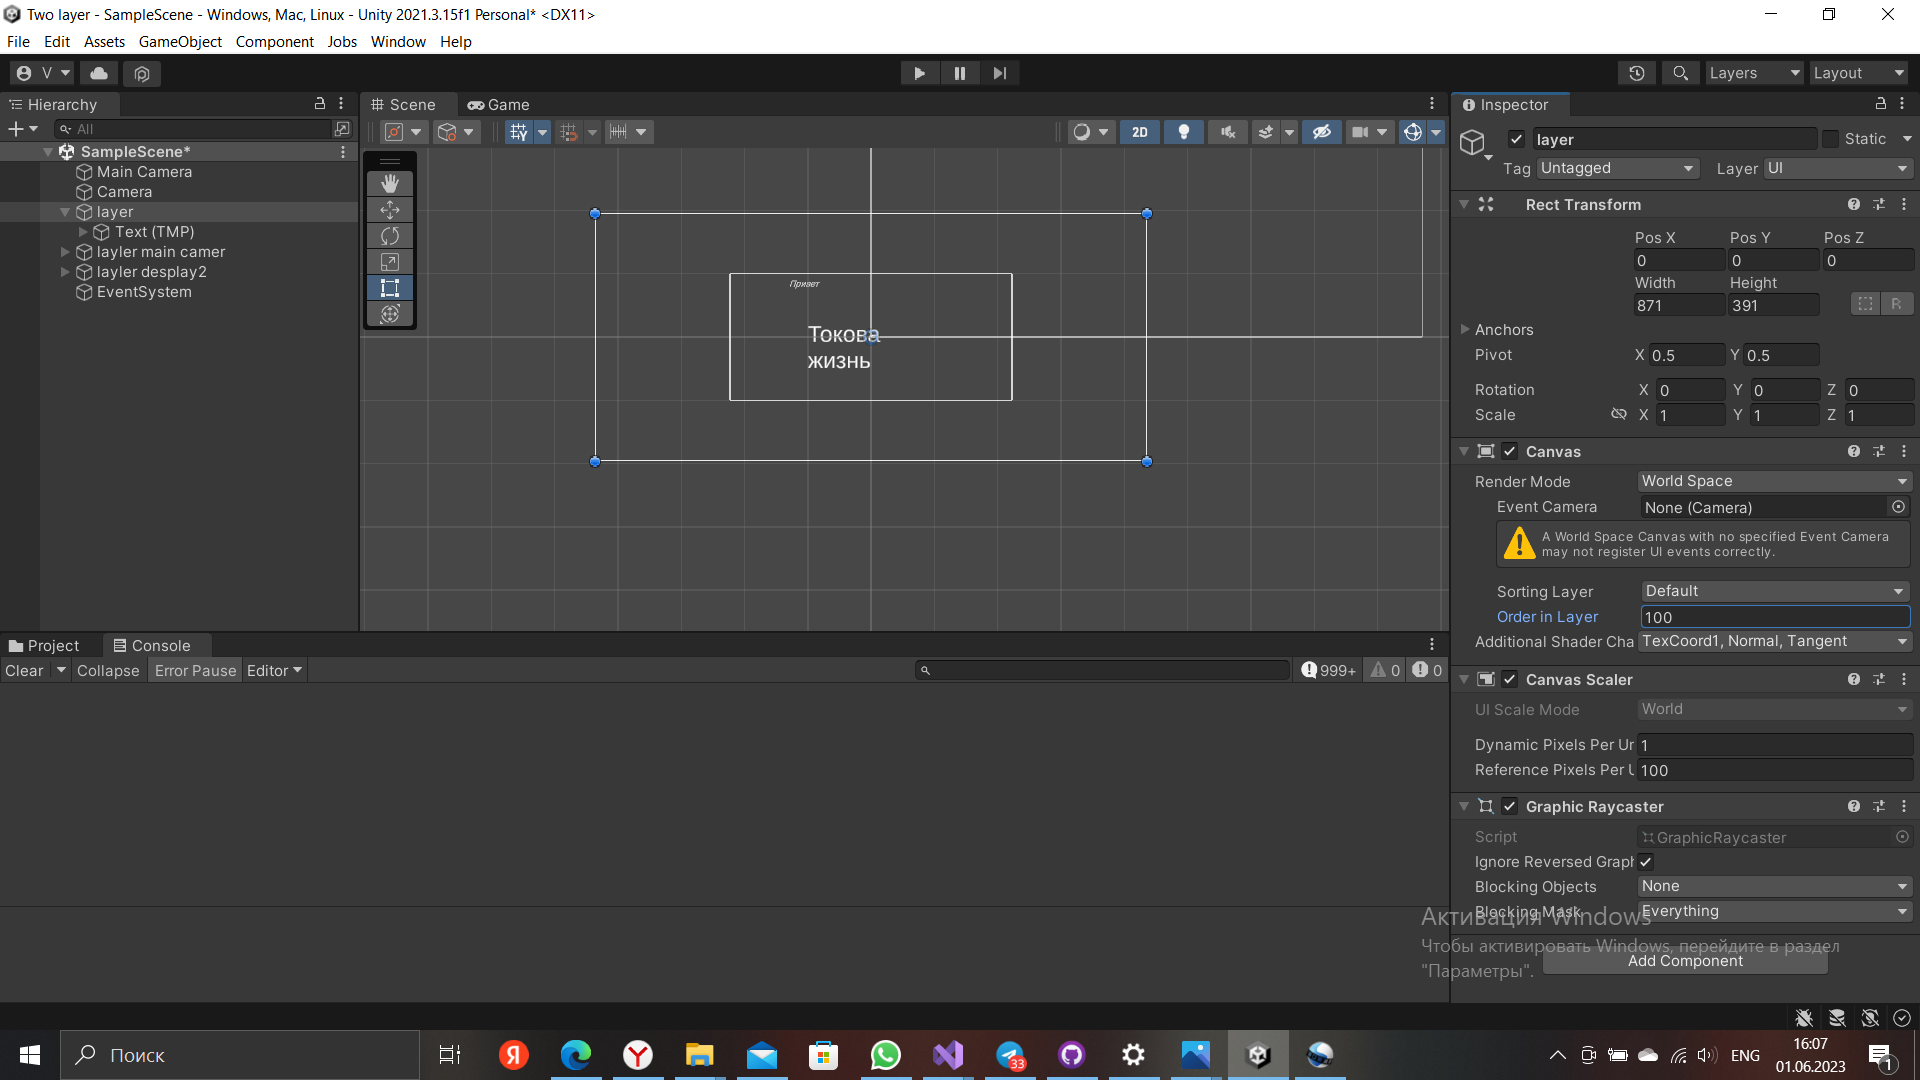 Two layer - SampleScene - Windows, Mac, Linux - Unity 2021.3.15f1 Personal* <DX11>
File Edit Assets GameObject Component Jobs Window Help
V Layers Layout
Hierarchy
All
SampleScene*
Main Camera
Camera
layer
Text (TMP)
layler main camer
layler desplay2
EventSystem
Scene Game
2D
Привет
Токова
жизнь
Project Console
Clear Collapse Error Pause Editor 999+ 0 0
Inspector
layer Static
Tag Untagged Layer UI
Rect Transform
Pos X Pos Y Pos Z
0 0 0
Width Height
871 391 R
Anchors
Pivot X 0.5 Y 0.5
Rotation X 0 Y 0 Z 0
Scale X 1 Y 1 Z 1
Canvas
Render Mode World Space
Event Camera None (Camera)
A World Space Canvas with no specified Event Camera
may not register UI events correctly.
Sorting Layer Default
Order in Layer 100
Additional Shader Cha TexCoord1, Normal, Tangent
Canvas Scaler
UI Scale Mode World
Dynamic Pixels Per Ur 1
Reference Pixels Per U 100
Graphic Raycaster
Script GraphicRaycaster
Ignore Reversed Graph
Blocking Objects None
Blocking Mask Everything
Активация Windows
Чтобы активировать Windows, перейдите в раздел
"Параметры".
Add Component
Поиск Я Y 33 ENG 16:07
01.06.2023 1